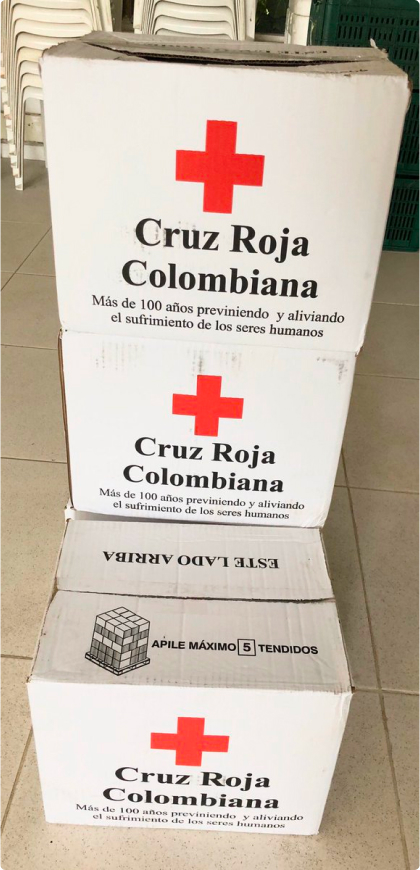 Cruz Roja
Colombiana
Más de 100 años previniendo y aliviando
el sufrimiento de los seres humanos
Cruz Roja
Colombiana
Más de 100 años previniendo y aliviando
el sufrimiento de los seres humanos
ESTE LADO ARRIBA
APILE MÁXIMO 5 TENDIDOS
Cruz Roja
Colombiana
Más de 100 años previniendo y aliviando
el sufrimiento de los seres humanos